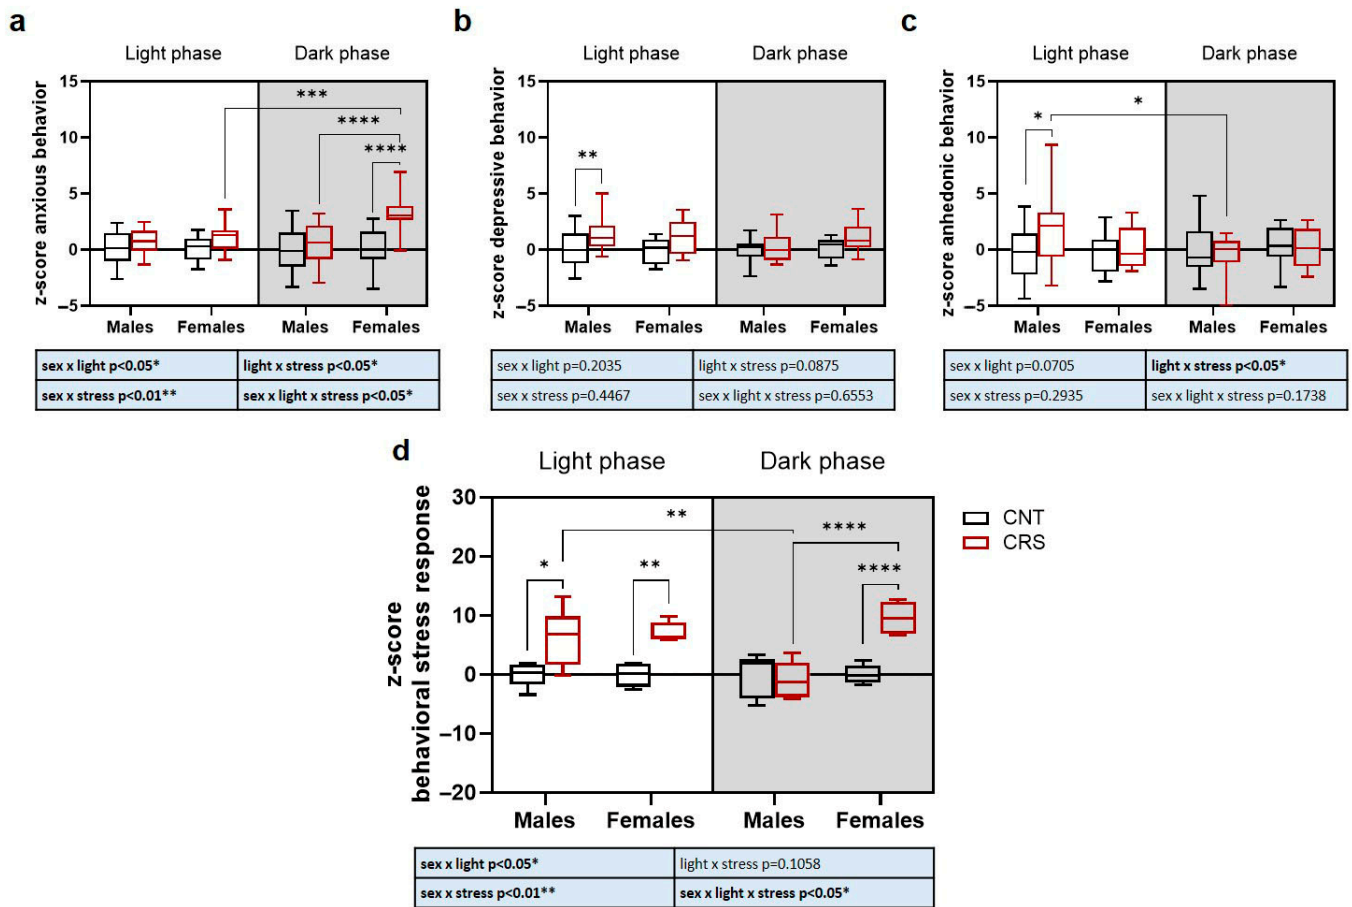 a
Light phase
Dark phase
z-score anxious behavior
15
10
5
0
−5
***
****
****
Males
Females
Males
Females
sex x light p<0.05*
light x stress p<0.05*
sex x stress p<0.01**
sex x light x stress p<0.05*
b
Light phase
Dark phase
z-score depressive behavior
15
10
5
0
−5
**
Males
Females
Males
Females
sex x light p=0.2035
light x stress p=0.0875
sex x stress p=0.4467
sex x light x stress p=0.6553
c
Light phase
Dark phase
z-score anhedonic behavior
15
10
5
0
−5
*
*
Males
Females
Males
Females
sex x light p=0.0705
light x stress p<0.05*
sex x stress p=0.2935
sex x light x stress p=0.1738
d
Light phase
Dark phase
z-score
behavioral stress response
30
20
10
0
−10
−20
**
****
*
**
****
Males
Females
Males
Females
CNT
CRS
sex x light p<0.05*
light x stress p=0.1058
sex x stress p<0.01**
sex x light x stress p<0.05*